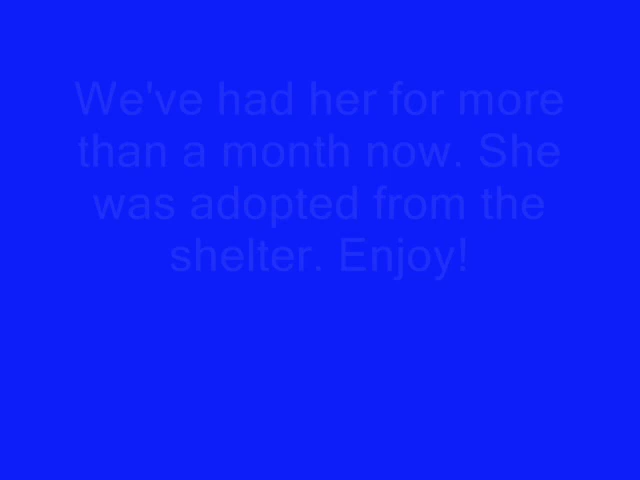 We've had her for more
than a month now. She
was adopted from the
shelter. Enjoy!